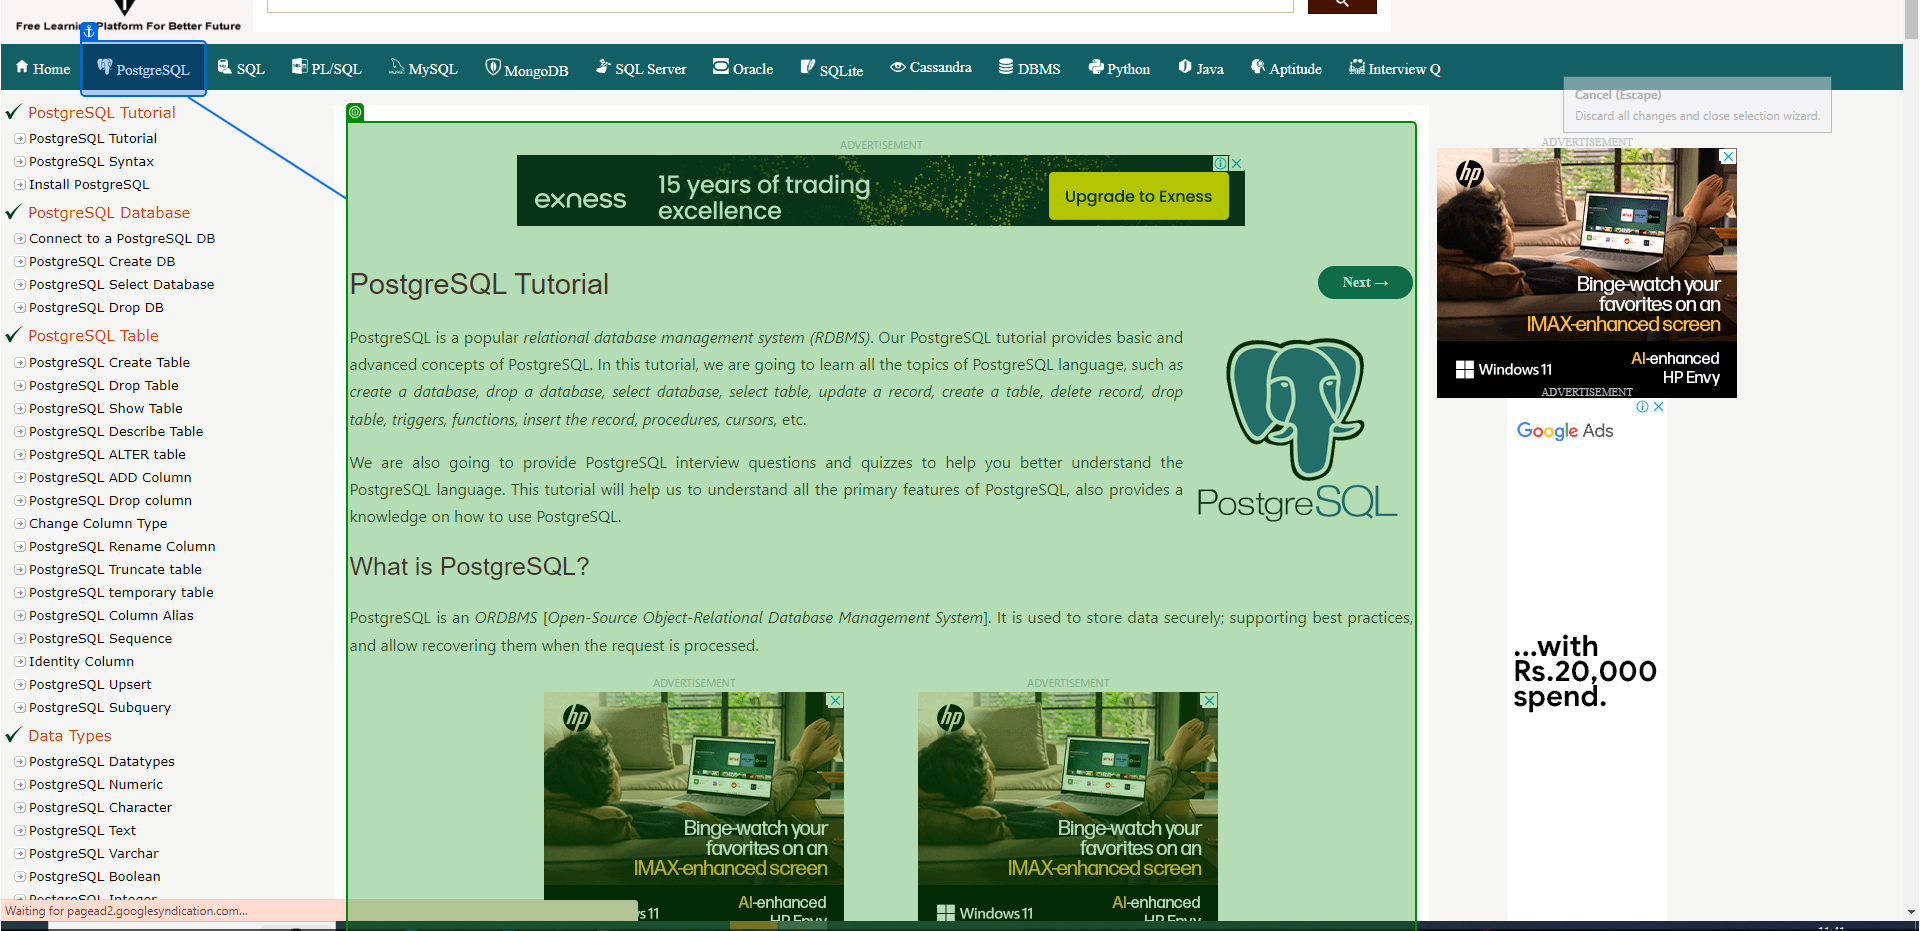 Free Learning Platform For Better Future
Home
PostgreSQL
SQL
PL/SQL
MySQL
MongoDB
SQL Server
Oracle
SQLite
Cassandra
DBMS
Python
Java
Aptitude
Interview Q
Cancel (Escape)
Discard all changes and close selection wizard.
PostgreSQL Tutorial
PostgreSQL Tutorial
PostgreSQL Syntax
Install PostgreSQL
PostgreSQL Database
Connect to a PostgreSQL DB
PostgreSQL Create DB
PostgreSQL Select Database
PostgreSQL Drop DB
PostgreSQL Table
PostgreSQL Create Table
PostgreSQL Drop Table
PostgreSQL Show Table
PostgreSQL Describe Table
PostgreSQL ALTER table
PostgreSQL ADD Column
PostgreSQL Drop column
Change Column Type
PostgreSQL Rename Column
PostgreSQL Truncate table
PostgreSQL temporary table
PostgreSQL Column Alias
PostgreSQL Sequence
Identity Column
PostgreSQL Upsert
PostgreSQL Subquery
Data Types
PostgreSQL Datatypes
PostgreSQL Numeric
PostgreSQL Character
PostgreSQL Text
PostgreSQL Varchar
PostgreSQL Boolean
PostgreSQL Integer
Waiting for pagead2.googlesyndication.com...
ADVERTISEMENT
exness
15 years of trading
excellence
Upgrade to Exness
PostgreSQL Tutorial
Next →
PostgreSQL is a popular relational database management system (RDBMS). Our PostgreSQL tutorial provides basic and
advanced concepts of PostgreSQL. In this tutorial, we are going to learn all the topics of PostgreSQL language, such as
create a database, drop a database, select database, select table, update a record, create a table, delete record, drop
table, triggers, functions, insert the record, procedures, cursors, etc.
We are also going to provide PostgreSQL interview questions and quizzes to help you better understand the
PostgreSQL language. This tutorial will help us to understand all the primary features of PostgreSQL, also provides a
knowledge on how to use PostgreSQL.
PostgreSQL
What is PostgreSQL?
PostgreSQL is an ORDBMS [Open-Source Object-Relational Database Management System]. It is used to store data securely; supporting best practices,
and allow recovering them when the request is processed.
ADVERTISEMENT
hp
Binge-watch your
favorites on an
IMAX-enhanced screen
s 11
AI-enhanced
HP Envy
ADVERTISEMENT
hp
Binge-watch your
favorites on an
IMAX-enhanced screen
Windows 11
AI-enhanced
HP Envy
ADVERTISEMENT
hp
Binge-watch your
favorites on an
IMAX-enhanced screen
Windows 11
AI-enhanced
HP Envy
ADVERTISEMENT
Google Ads
...with
Rs.20,000
spend.
11:41